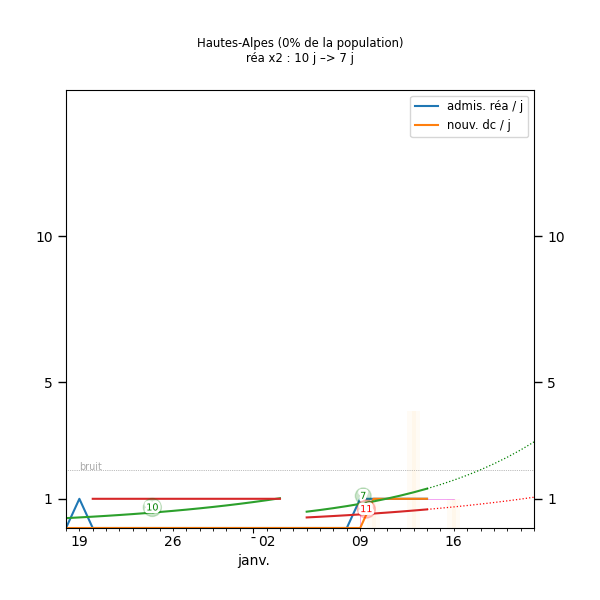 Hautes-Alpes (0% de la population)
réa x2 : 10 j –> 7 j
admis. réa / j
nouv. dc / j
10
10
5
5
bruit
1
1
10
7
11
19
26
02
09
16
janv.